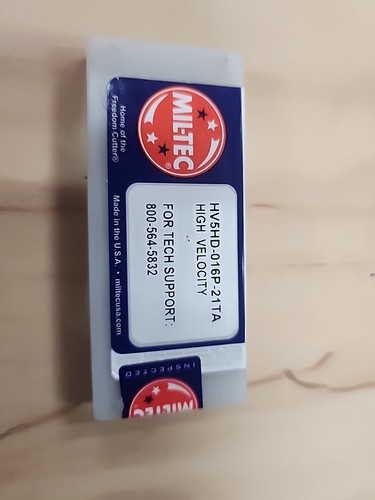 MIL-TEC®
Home of the
Freedom Cutter®
HV5HD-016P-21TA
HIGH VELOCITY
FOR TECH SUPPORT:
800-564-5832
Made in the U.S.A. • miltecusa.com
INSPECTED
MIL-TEC